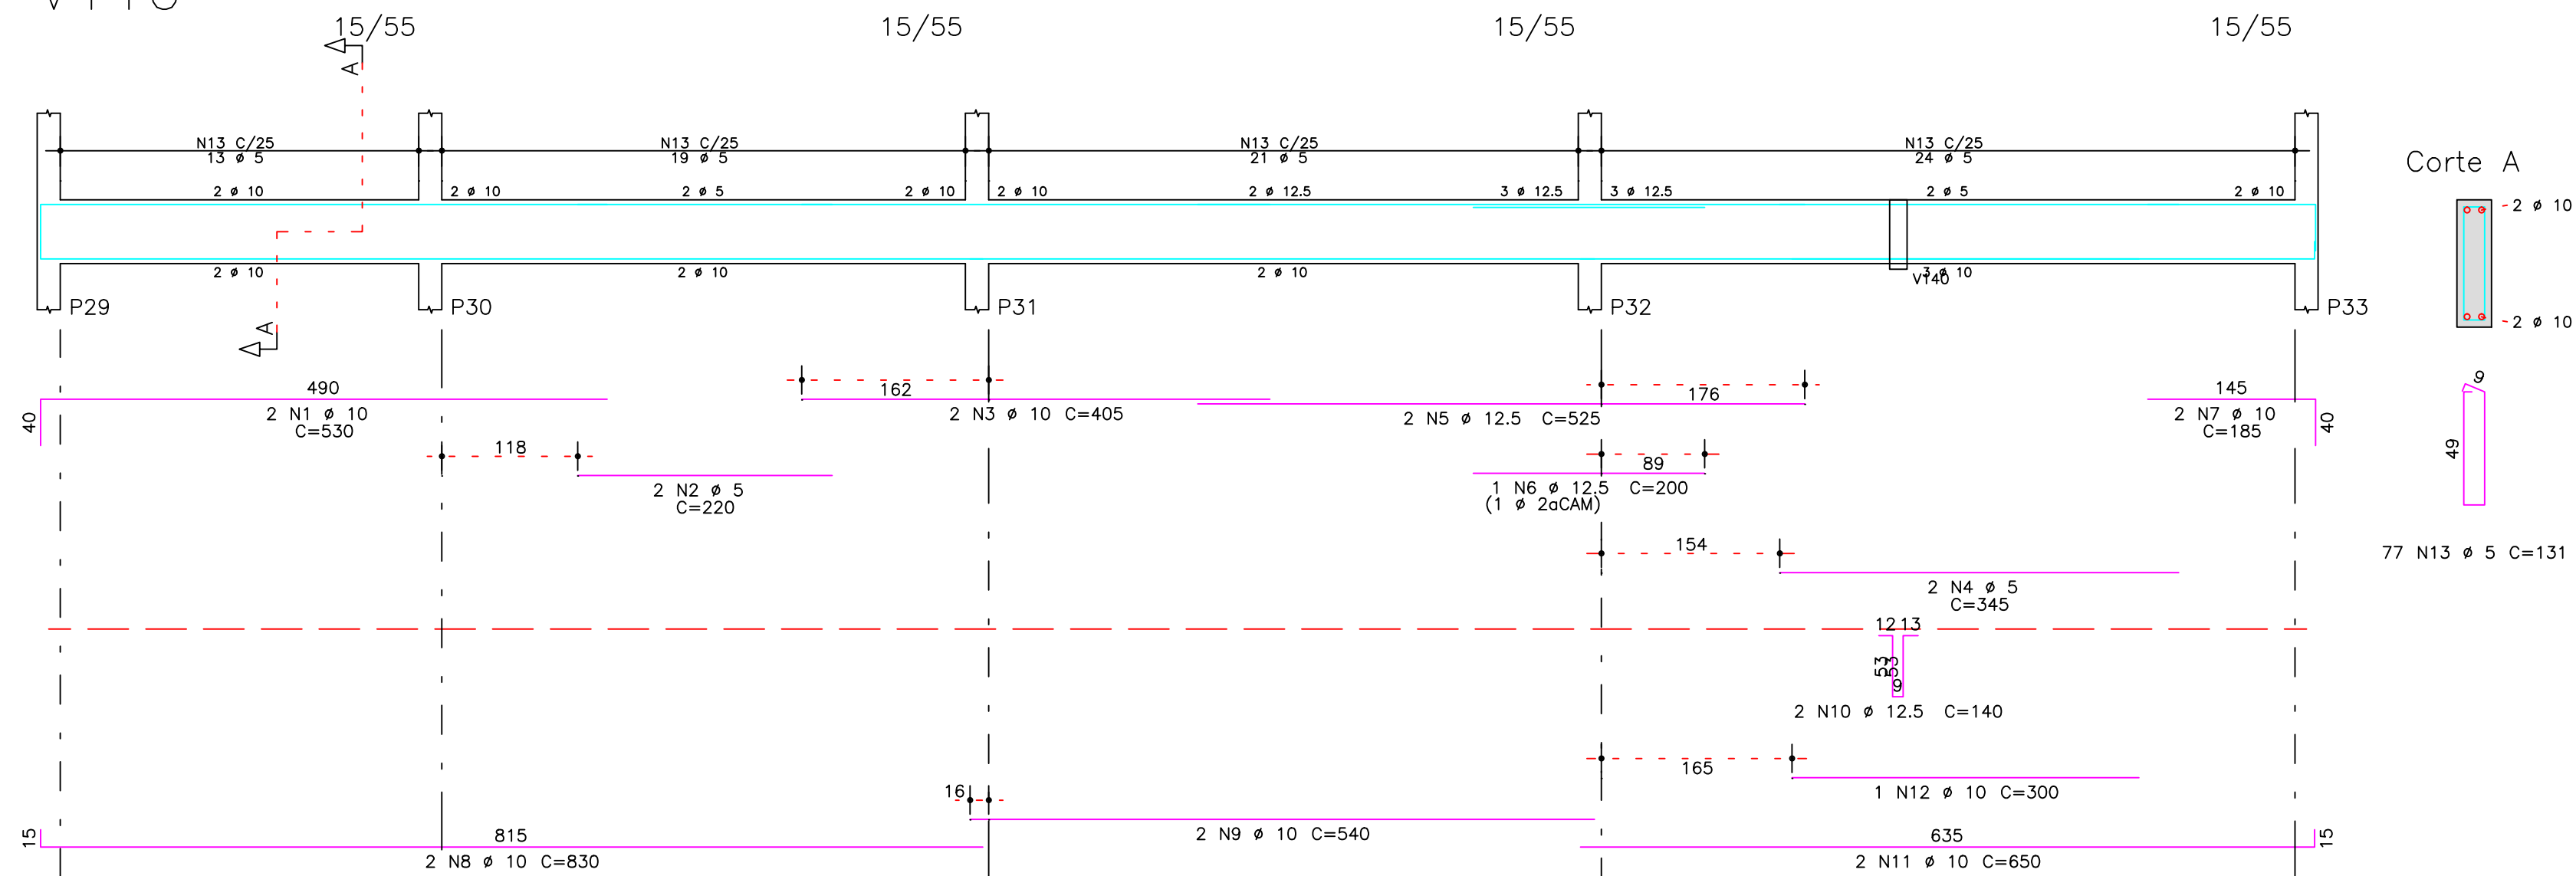 15/55 15/55 15/55 15/55
A
N13 C/25 N13 C/25 N13 C/25 N13 C/25
13 ø 5 19 ø 5 21 ø 5 24 ø 5
Corte A
2 ø 10 2 ø 10 2 ø 5 2 ø 10 2 ø 10 2 ø 12.5 3 ø 12.5 3 ø 12.5 2 ø 5 2 ø 10
2 ø 10
2 ø 10 2 ø 10 2 ø 10 3 ø 10
V140
P29 P30 P31 P32 P33
2 ø 10
A
490 162 176 145
40 2 N1 ø 10 2 N3 ø 10 C=405 2 N5 ø 12.5 C=525 2 N7 ø 10 40
C=530 C=185
9
49
118 89
2 N2 ø 5 1 N6 ø 12.5 C=200
C=220 (1 ø 2aCAM)
154
77 N13 ø 5 C=131
2 N4 ø 5
C=345
12 13
53 53
9
2 N10 ø 12.5 C=140
165
16 1 N12 ø 10 C=300
15 815 2 N9 ø 10 C=540 635 15
2 N8 ø 10 C=830 2 N11 ø 10 C=650